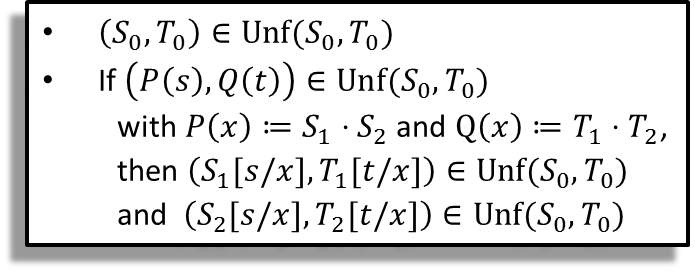 • (S₀, T₀) ∈ Unf(S₀, T₀)
• If (P(s), Q(t)) ∈ Unf(S₀, T₀)
with P(x) ≔ S₁ ⋅ S₂ and Q(x) ≔ T₁ ⋅ T₂,
then (S₁[s/x], T₁[t/x]) ∈ Unf(S₀, T₀)
and (S₂[s/x], T₂[t/x]) ∈ Unf(S₀, T₀)